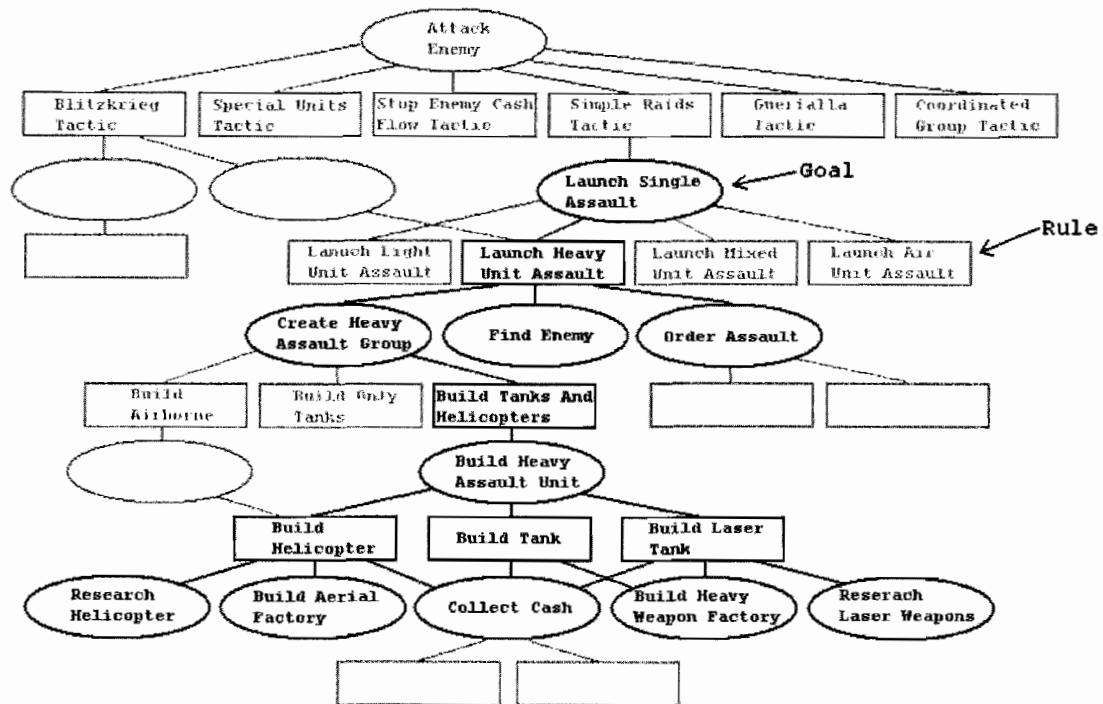 Attack
Enemy
Blitzkrieg
Tactic
Special Units
Tactic
Stop Enemy Cash
Flow Tactic
Simple Raids
Tactic
Guerialla
Tactic
Coordinated
Group Tactic
Launch Single
Assault
Goal
Rule
Lanuch Light
Unit Assault
Launch Heavy
Unit Assault
Launch Mixed
Unit Assault
Launch Air
Unit Assault
Create Heavy
Assault Group
Find Enemy
Order Assault
Build
Airborne
Build Only
Tanks
Build Tanks And
Helicopters
Build Heavy
Assault Unit
Build
Helicopter
Build Tank
Build Laser
Tank
Research
Helicopter
Build Aerial
Factory
Collect Cash
Build Heavy
Weapon Factory
Reserach
Laser Weapons